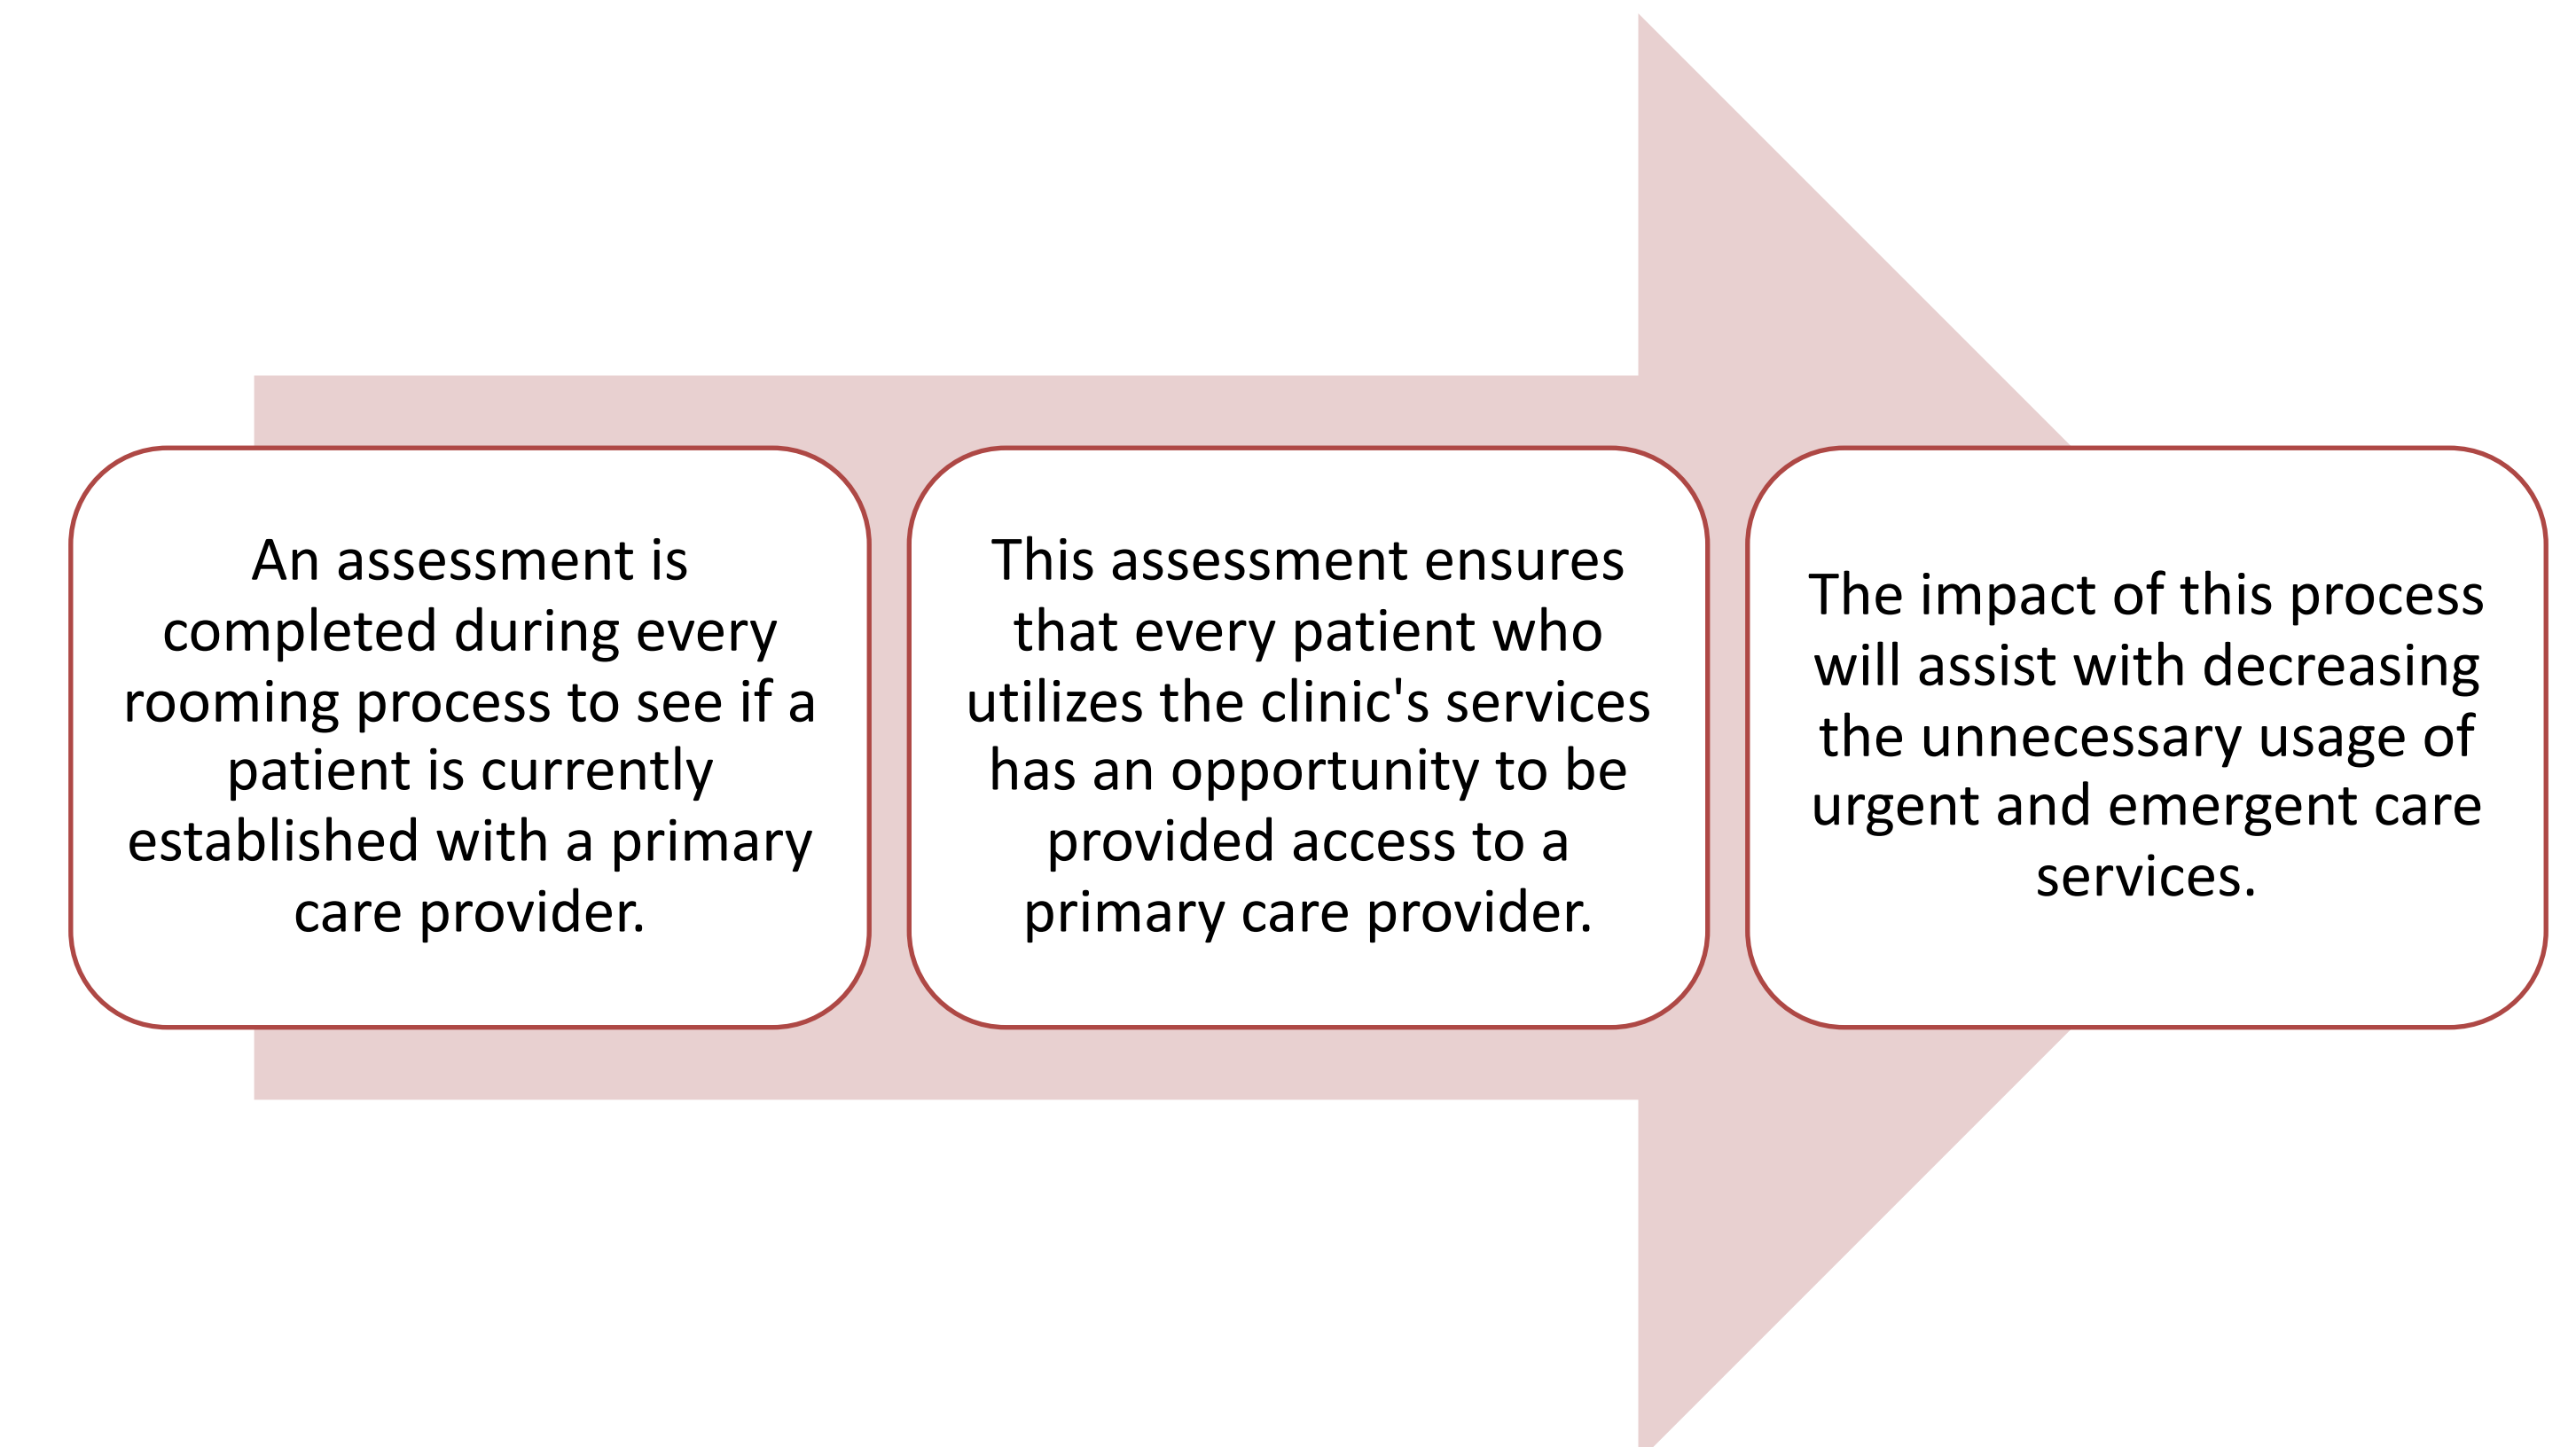 An assessment is
completed during every
rooming process to see if a
patient is currently
established with a primary
care provider.
This assessment ensures
that every patient who
utilizes the clinic's services
has an opportunity to be
provided access to a
primary care provider.
The impact of this process
will assist with decreasing
the unnecessary usage of
urgent and emergent care
services.